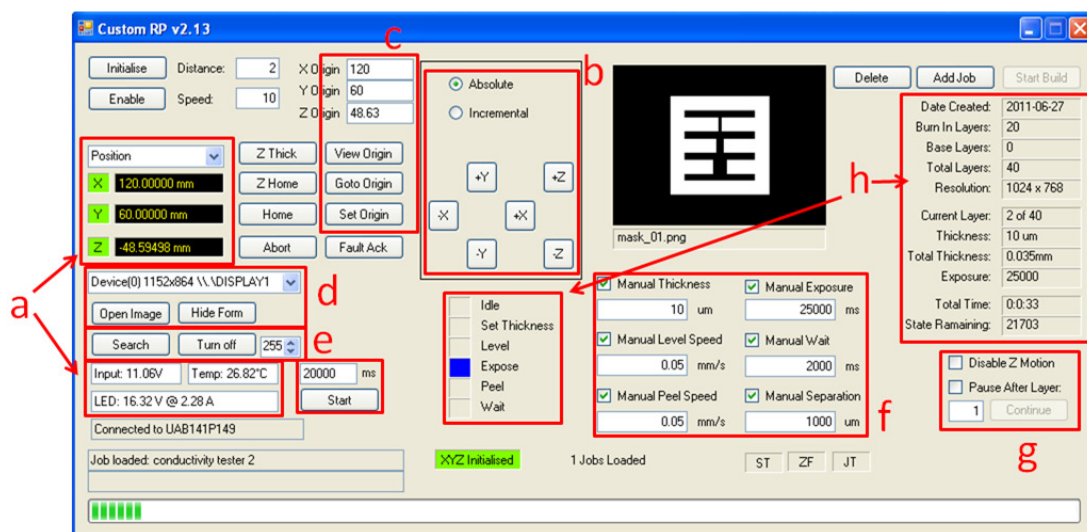 Custom RP v2.13
c
Initialise Distance: 2 X Origin 120
Enable Speed: 10 Y Origin 60
Z Origin 48.63
b
Absolute
Incremental
Delete Add Job Start Build
Position Z Thick View Origin
X 120.00000 mm Z Home Goto Origin
Y 60.00000 mm Home Set Origin
Z -48.59498 mm Abort Fault Ack
+Y +Z
-X +X
-Y -Z
mask_01.png
h
Date Created: 2011-06-27
Burn In Layers: 20
Base Layers: 0
Total Layers: 40
Resolution: 1024 x 768
Current Layer: 2 of 40
Thickness: 10 um
Total Thickness: 0.035mm
Exposure: 25000
Total Time: 0:0:33
State Remaining: 21703
a
Device(0) 1152x864 \\.\DISPLAY1
d
Open Image Hide Form
Search Turn off 255
e
Input: 11.06V Temp: 26.82°C 20000 ms
LED: 16.32 V @ 2.28 A Start
Connected to UAB141P149
Idle
Set Thickness
Level
Expose
Peel
Wait
Manual Thickness Manual Exposure
10 um 25000 ms
Manual Level Speed Manual Wait
0.05 mm/s 2000 ms
Manual Peel Speed Manual Separation
0.05 mm/s 1000 um
f
Disable Z Motion
Pause After Layer:
1 Continue
g
Job loaded: conductivity tester 2 XYZ Initialised 1 Jobs Loaded ST ZF JT